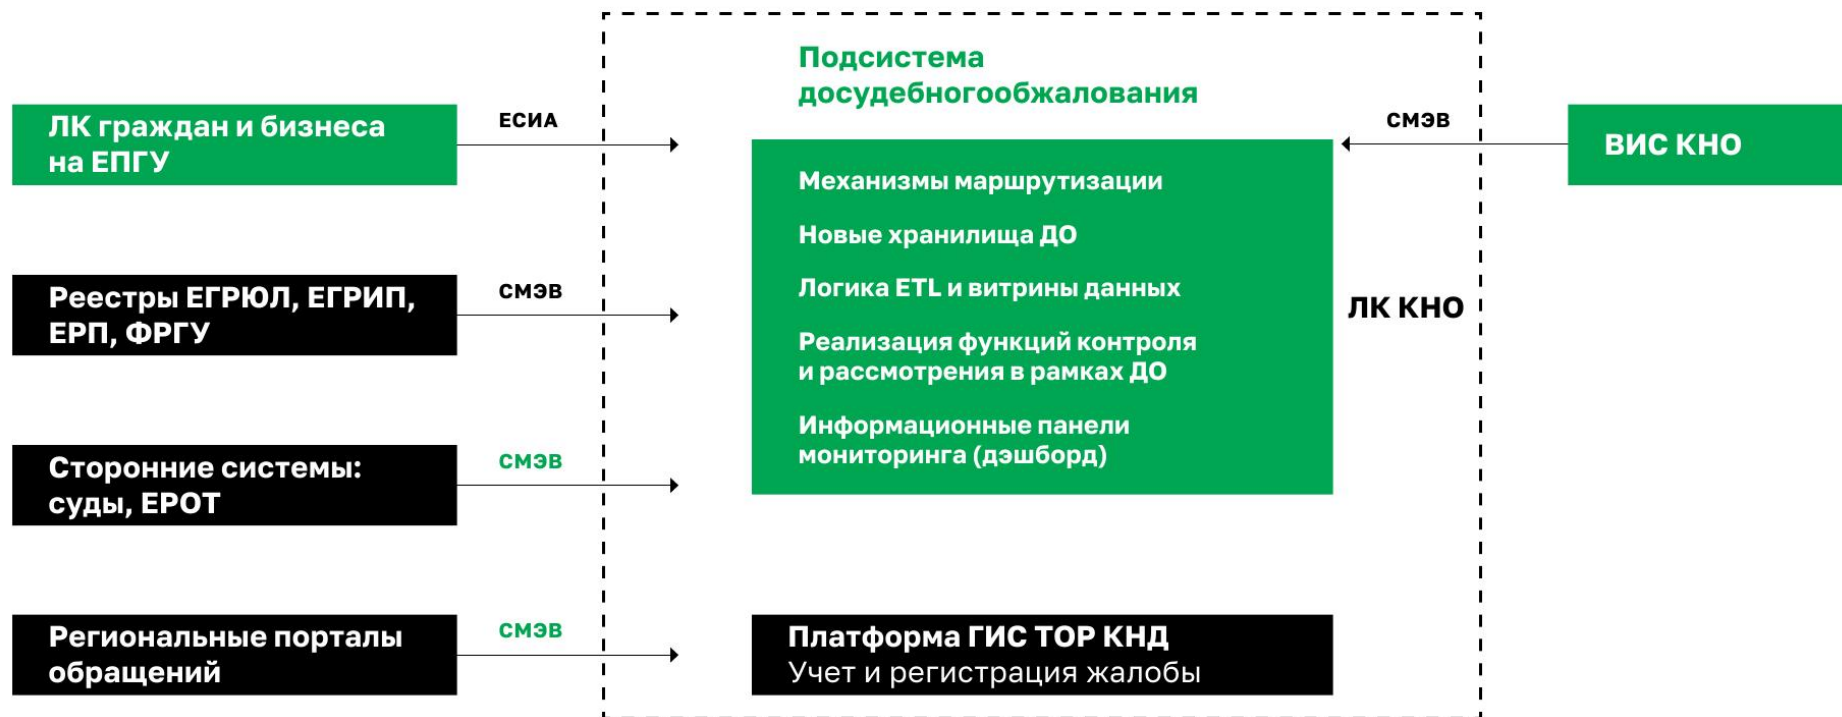 Подсистема
досудебногообжалования
ЛК граждан и бизнеса
на ЕПГУ
ЕСИА
СМЭВ
ВИС КНО
Механизмы маршрутизации
Новые хранилища ДО
Логика ETL и витрины данных
Реализация функций контроля
и рассмотрения в рамках ДО
Информационные панели
мониторинга (дэшборд)
ЛК КНО
Реестры ЕГРЮЛ, ЕГРИП,
ЕРП, ФРГУ
СМЭВ
Сторонние системы:
суды, ЕРОТ
СМЭВ
Региональные порталы
обращений
СМЭВ
Платформа ГИС ТОР КНД
Учет и регистрация жалобы